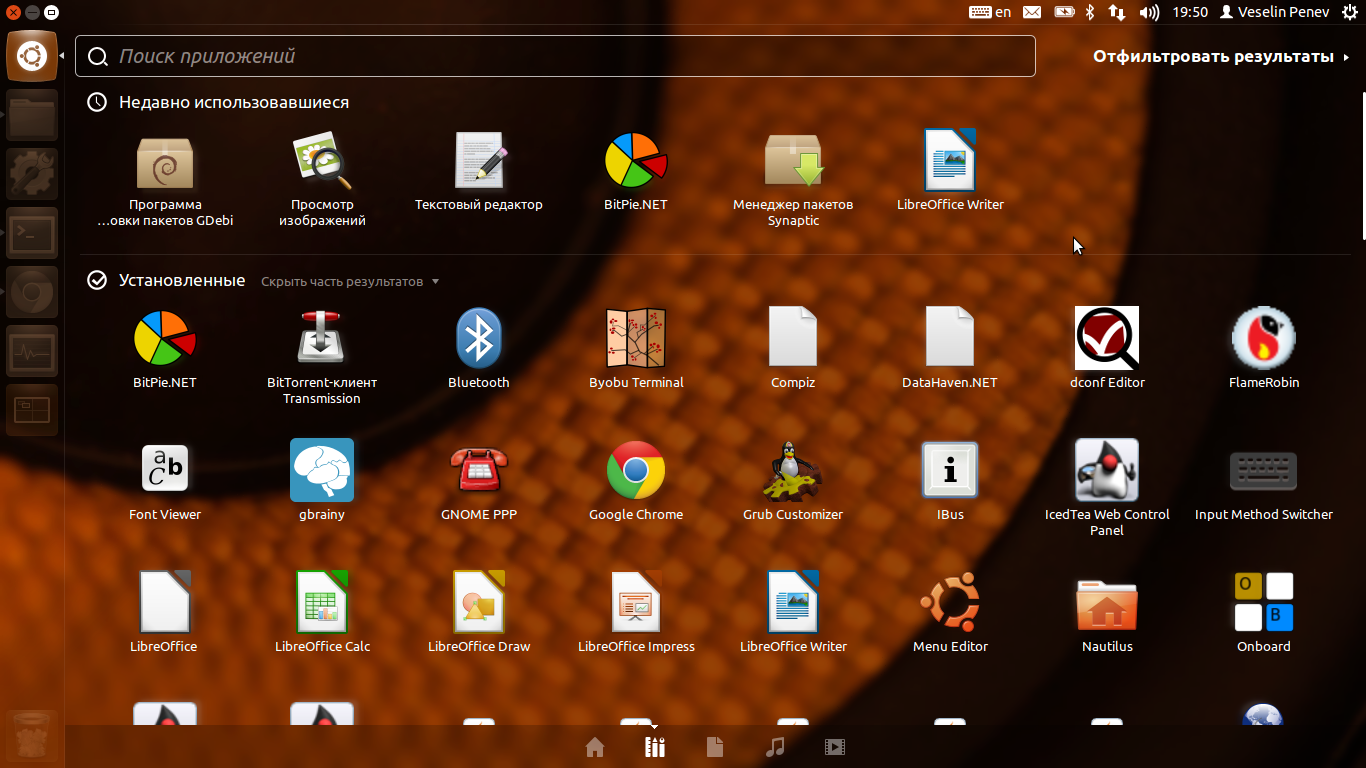 en 19:50 Veselin Penev
Поиск приложений
Отфильтровать результаты
Недавно использовавшиеся
Программа
…овки пакетов GDebi
Просмотр
изображений
Текстовый редактор
BitPie.NET
Менеджер пакетов
Synaptic
LibreOffice Writer
Установленные Скрыть часть результатов
BitPie.NET
BitTorrent-клиент
Transmission
Bluetooth
Byobu Terminal
Compiz
DataHaven.NET
dconf Editor
FlameRobin
a
b
C
Font Viewer
gbrainy
GNOME PPP
Google Chrome
Grub Customizer
i
IBus
IcedTea Web Control
Panel
Input Method Switcher
LibreOffice
LibreOffice Calc
LibreOffice Draw
LibreOffice Impress
LibreOffice Writer
Menu Editor
Nautilus
O
B
Onboard